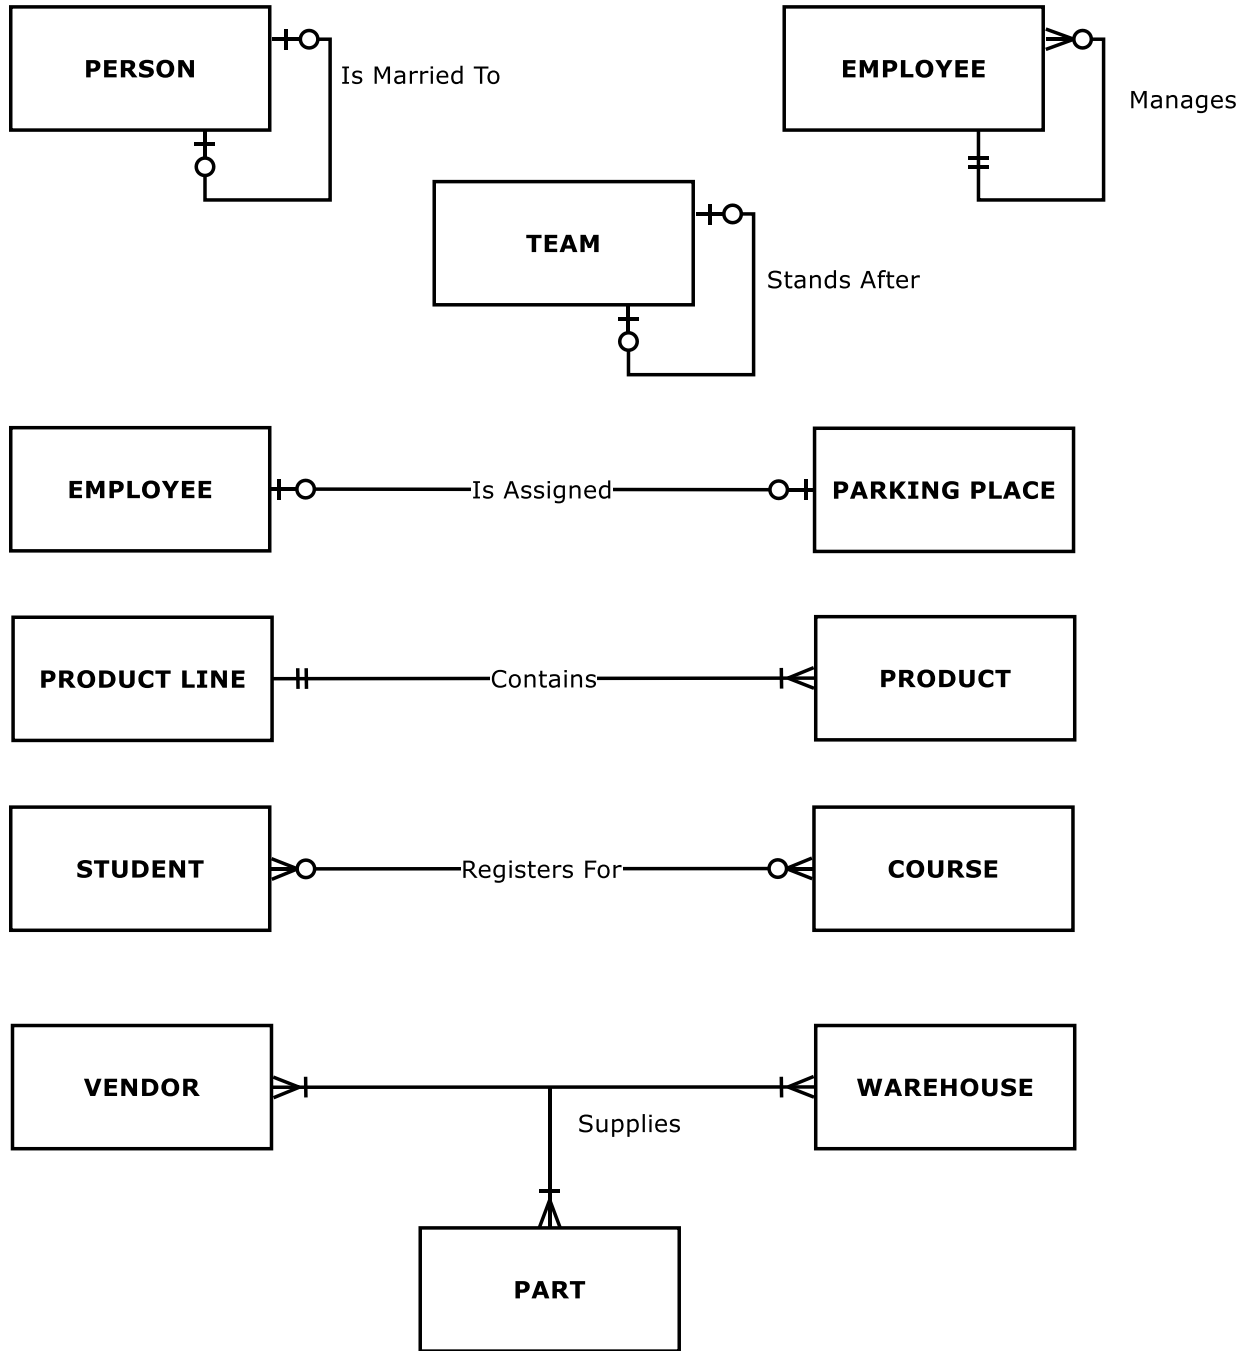 PERSON
Is Married To
EMPLOYEE
Manages
TEAM
Stands After
EMPLOYEE
Is Assigned
PARKING PLACE
PRODUCT LINE
Contains
PRODUCT
STUDENT
Registers For
COURSE
VENDOR
WAREHOUSE
Supplies
PART